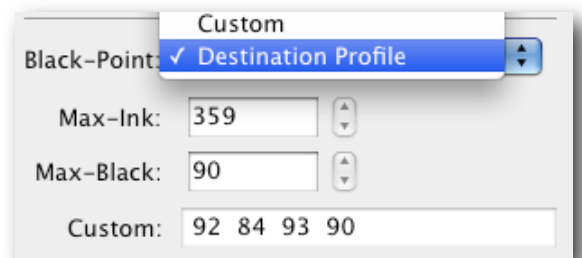 Custom
Black-Point: ✓ Destination Profile
Max-Ink: 359
Max-Black: 90
Custom: 92 84 93 90